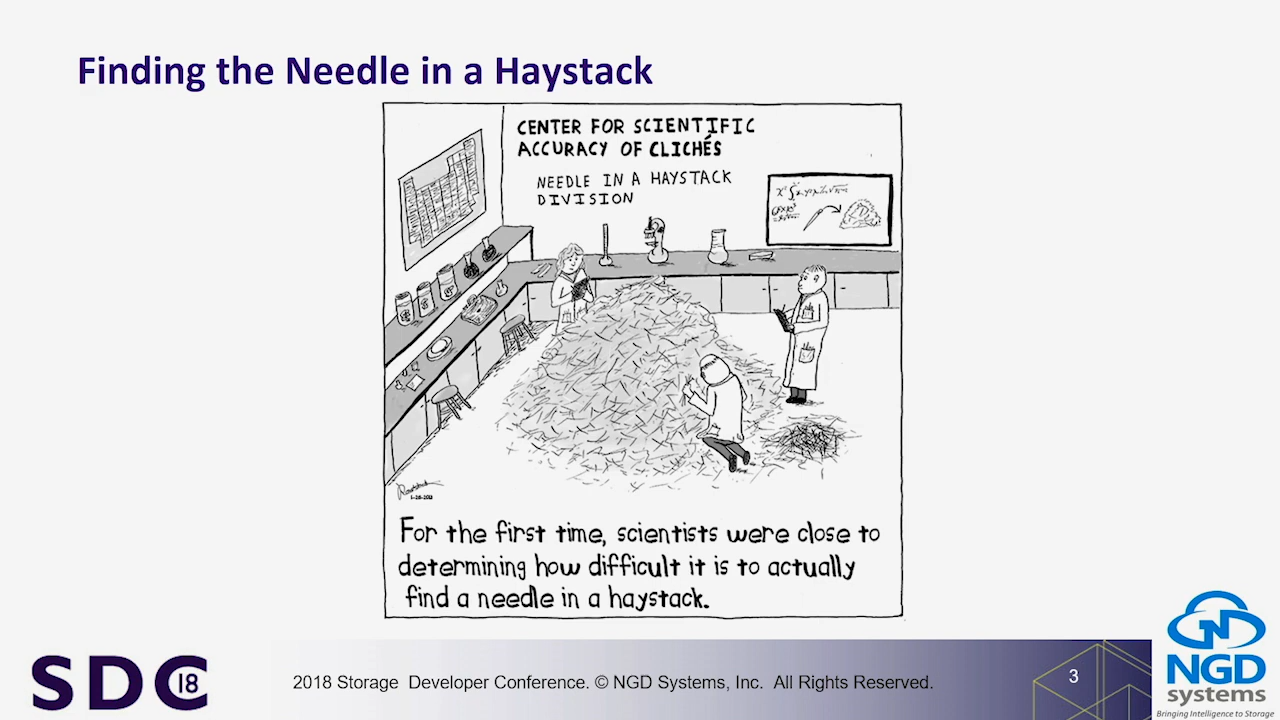 Finding the Needle in a Haystack
CENTER FOR SCIENTIFIC
ACCURACY OF CLICHÉS
NEEDLE IN A HAYSTACK
DIVISION
For the first time, scientists were close to
determining how difficult it is to actually
find a needle in a haystack.
SDC 18
2018 Storage Developer Conference. © NGD Systems, Inc. All Rights Reserved.
3
NGD
systems
Bringing Intelligence to Storage